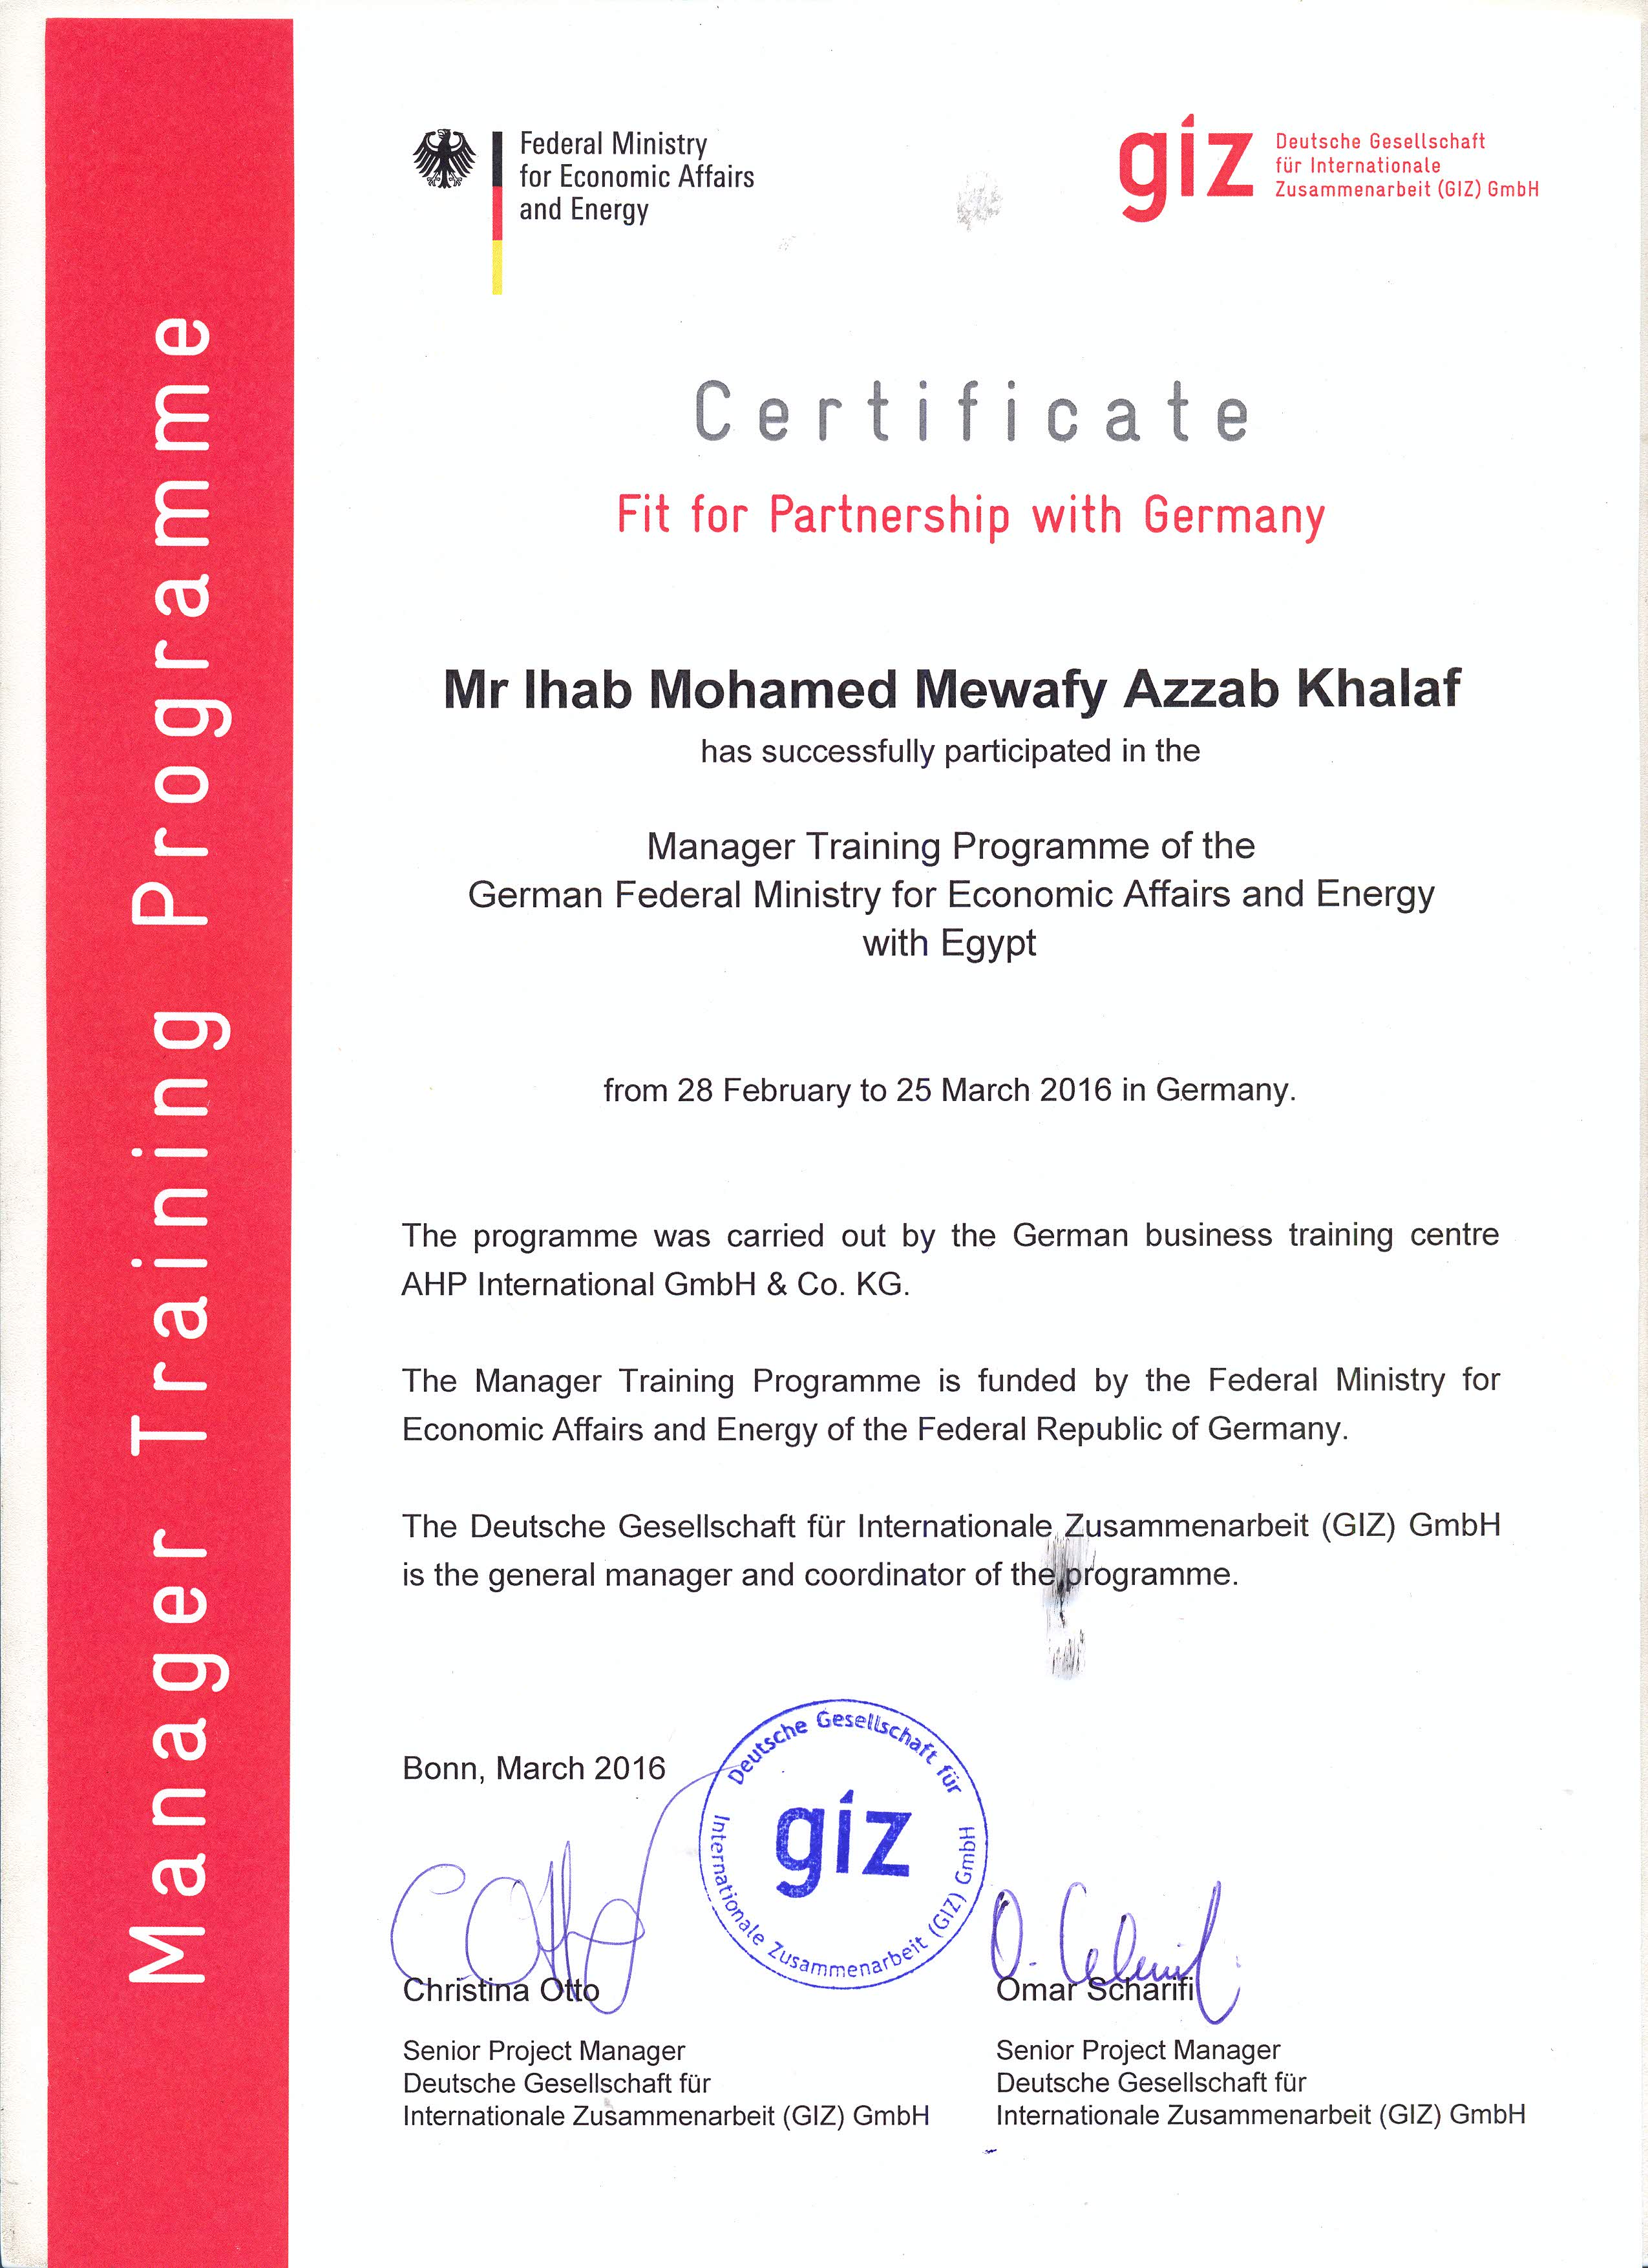 Manager Training Programme
Federal Ministry
for Economic Affairs
and Energy
giz
Deutsche Gesellschaft
für Internationale
Zusammenarbeit (GIZ) GmbH
Certificate
Fit for Partnership with Germany
Mr Ihab Mohamed Mewafy Azzab Khalaf
has successfully participated in the
Manager Training Programme of the
German Federal Ministry for Economic Affairs and Energy
with Egypt
from 28 February to 25 March 2016 in Germany.
The programme was carried out by the German business training centre
AHP International GmbH & Co. KG.
The Manager Training Programme is funded by the Federal Ministry for
Economic Affairs and Energy of the Federal Republic of Germany.
The Deutsche Gesellschaft für Internationale Zusammenarbeit (GIZ) GmbH
is the general manager and coordinator of the programme.
Bonn, March 2016
Deutsche Gesellschaft für
Internationale Zusammenarbeit (GIZ) GmbH
giz
C Otto
Christina Otto
Senior Project Manager
Deutsche Gesellschaft für
Internationale Zusammenarbeit (GIZ) GmbH
Omar Scharifi
Senior Project Manager
Deutsche Gesellschaft für
Internationale Zusammenarbeit (GIZ) GmbH